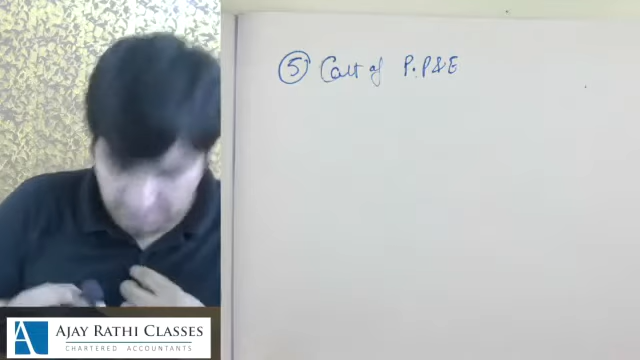 ⑤ Cost of P.P&E
AJAY RATHI CLASSES
CHARTERED ACCOUNTANTS